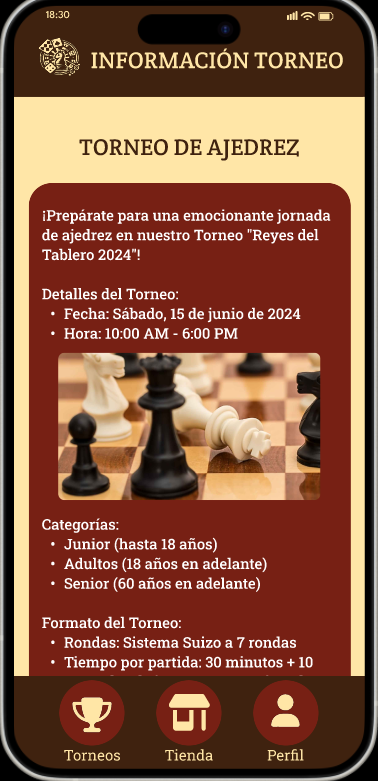 18:30
INFORMACIÓN TORNEO
TORNEO DE AJEDREZ
¡Prepárate para una emocionante jornada
de ajedrez en nuestro Torneo "Reyes del
Tablero 2024"!
Detalles del Torneo:
• Fecha: Sábado, 15 de junio de 2024
• Hora: 10:00 AM - 6:00 PM
Categorías:
• Junior (hasta 18 años)
• Adultos (18 años en adelante)
• Senior (60 años en adelante)
Formato del Torneo:
• Rondas: Sistema Suizo a 7 rondas
• Tiempo por partida: 30 minutos + 10
Torneos
Tienda
Perfil